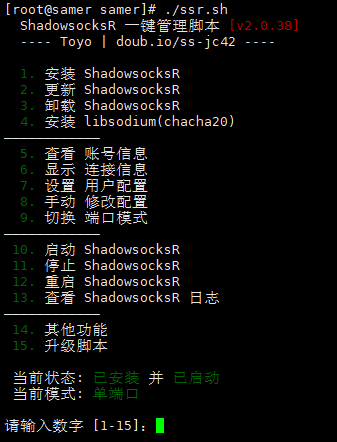 [root@samer samer]# ./ssr.sh
ShadowsocksR 一键管理脚本 [v2.0.38]
---- Toyo | doub.io/ss-jc42 ----
1. 安装 ShadowsocksR
2. 更新 ShadowsocksR
3. 卸载 ShadowsocksR
4. 安装 libsodium(chacha20)
————————————
5. 查看 账号信息
6. 显示 连接信息
7. 设置 用户配置
8. 手动 修改配置
9. 切换 端口模式
————————————
10. 启动 ShadowsocksR
11. 停止 ShadowsocksR
12. 重启 ShadowsocksR
13. 查看 ShadowsocksR 日志
————————————
14. 其他功能
15. 升级脚本
当前状态: 已安装 并 已启动
当前模式: 单端口
请输入数字 [1-15]: